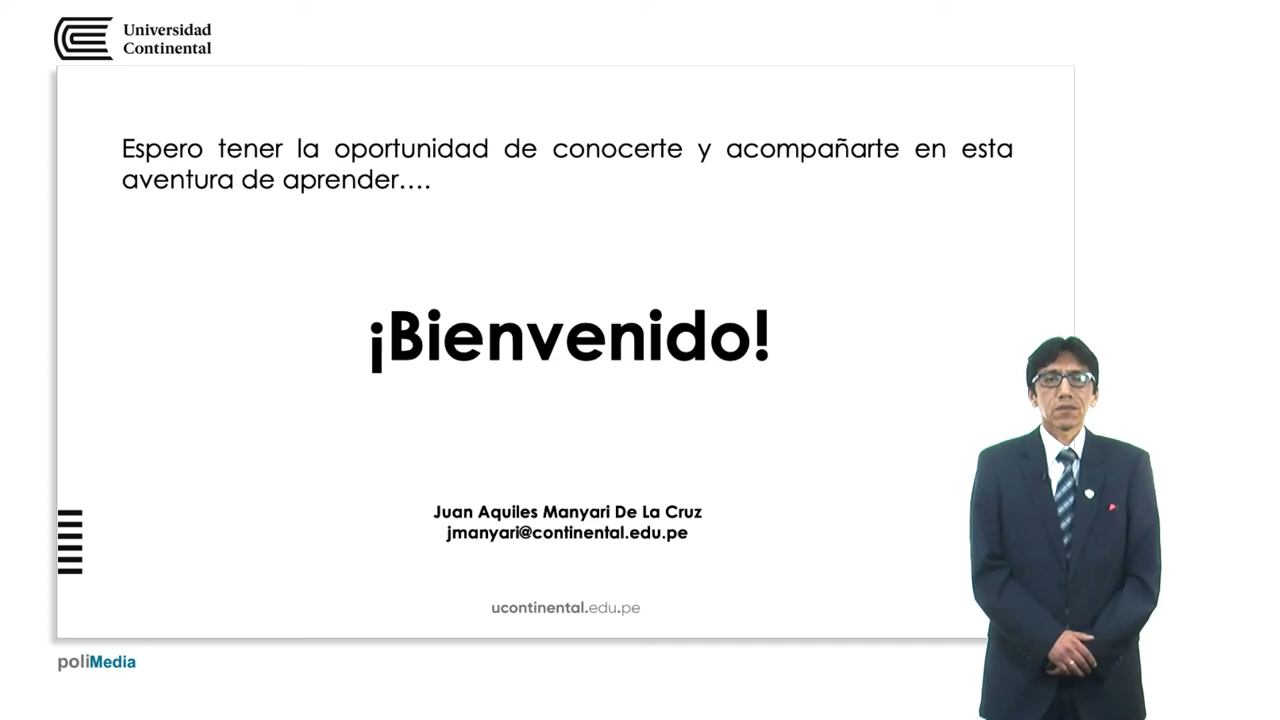 Universidad
Continental
Espero tener la oportunidad de conocerte y acompañarte en esta
aventura de aprender....
¡Bienvenido!
Juan Aquiles Manyari De La Cruz
jmanyari@continental.edu.pe
ucontinental.edu.pe
poliMedia